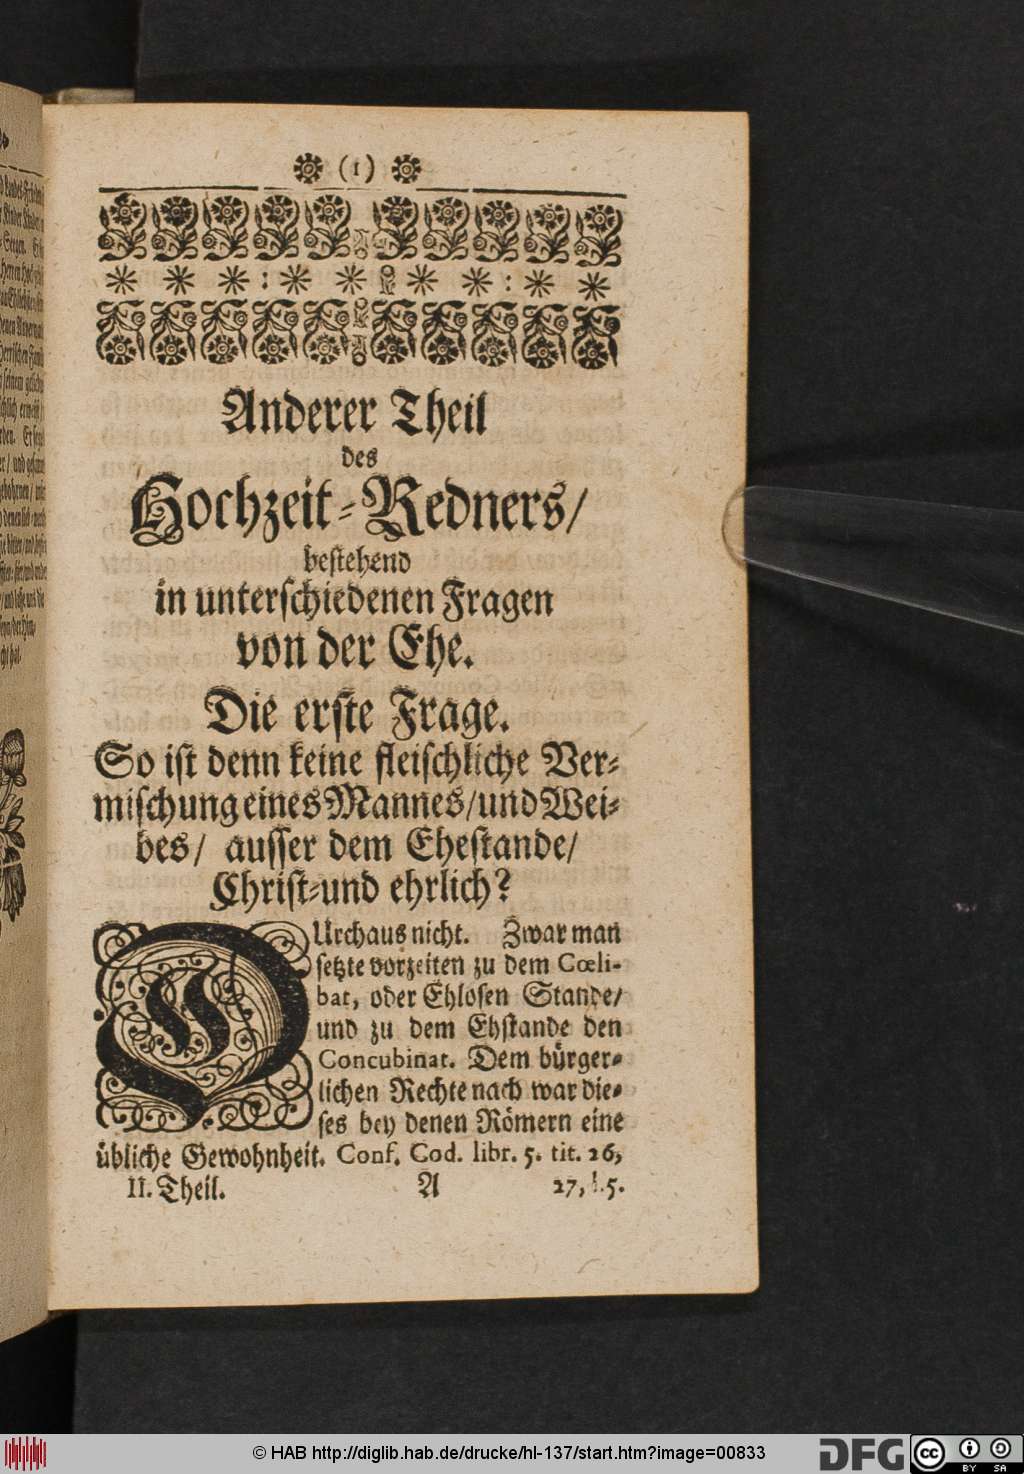 (1)
Anderer Theil
des
Hochzeit-Redners/
bestehend
in unterschiedenen Fragen
von der Ehe.
Die erste Frage.
So ist denn keine fleischliche Ver-
mischung eines Mannes/und Wei-
bes/ ausser dem Ehestande/
Christ-und ehrlich?
DUrchaus nicht. Zwar man
setzte vorzeiten zu dem Cœli-
bat, oder Ehlosen Stande/
und zu dem Ehstande den
Concubinat. Dem bürger-
lichen Rechte nach war die-
ses bey denen Römern eine
übliche Gewohnheit. Conf. Cod. libr. 5. tit. 26,
II. Theil. A 27, l. 5.
© HAB http://diglib.hab.de/drucke/hl-137/start.htm?image=00833
DFG
cc
BY SA